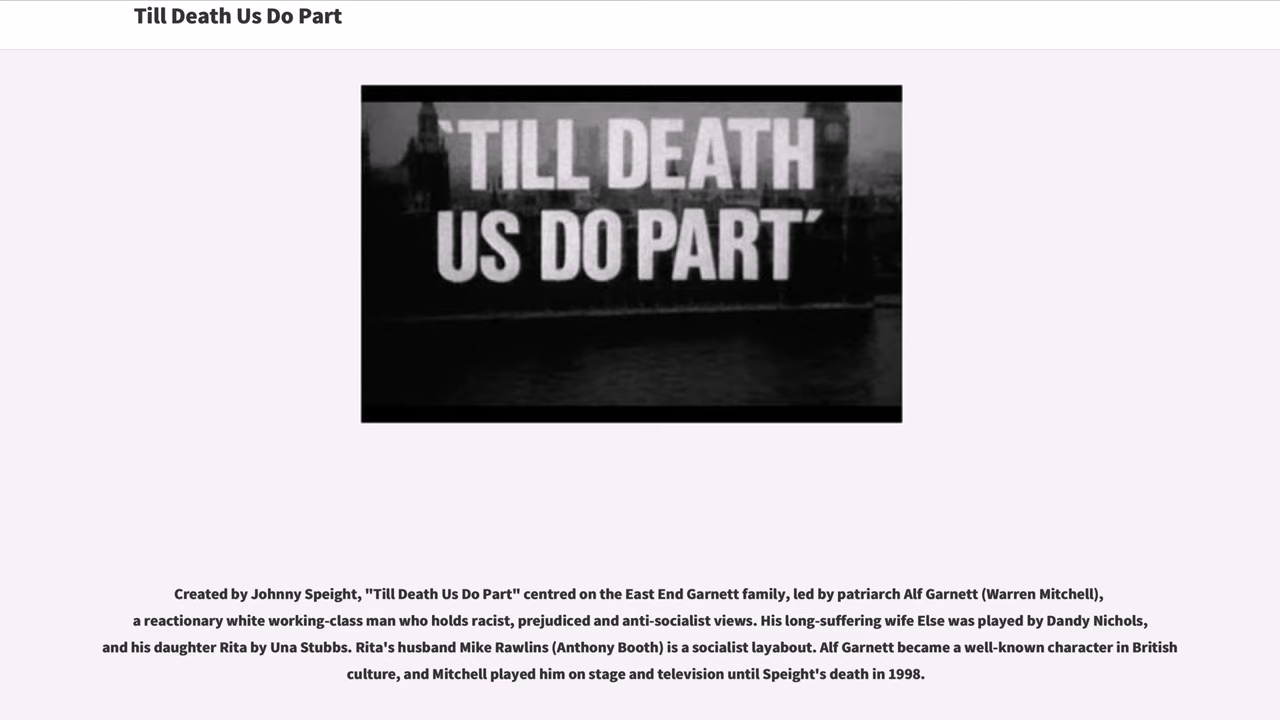 Till Death Us Do Part
`TILL DEATH
US DO PART´
Created by Johnny Speight, "Till Death Us Do Part" centred on the East End Garnett family, led by patriarch Alf Garnett (Warren Mitchell),
a reactionary white working-class man who holds racist, prejudiced and anti-socialist views. His long-suffering wife Else was played by Dandy Nichols,
and his daughter Rita by Una Stubbs. Rita's husband Mike Rawlins (Anthony Booth) is a socialist layabout. Alf Garnett became a well-known character in British
culture, and Mitchell played him on stage and television until Speight's death in 1998.